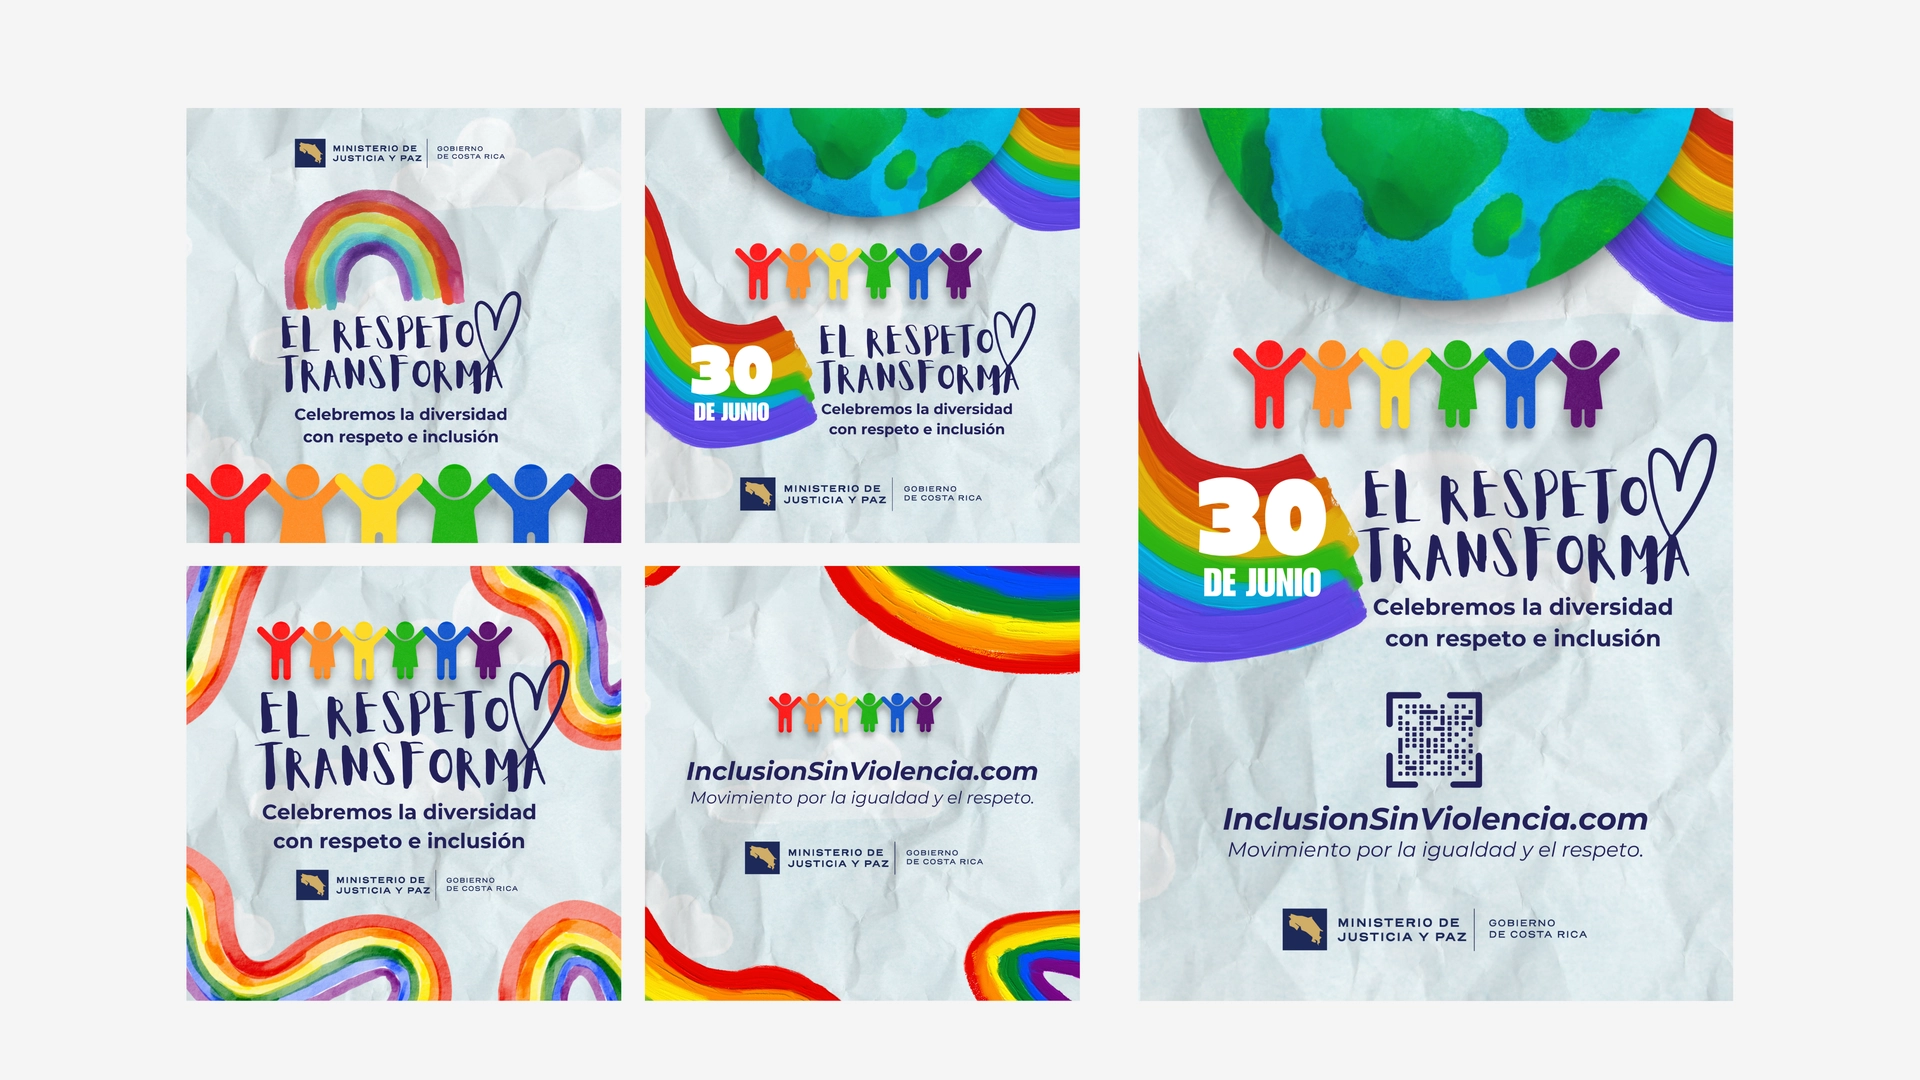 MINISTERIO DE
JUSTICIA Y PAZ
GOBIERNO
DE COSTA RICA
EL RESPETO
TRANSFORMA
Celebremos la diversidad
con respeto e inclusión
30
DE JUNIO
EL RESPETO
TRANSFORMA
Celebremos la diversidad
con respeto e inclusión
MINISTERIO DE
JUSTICIA Y PAZ
GOBIERNO
DE COSTA RICA
EL RESPETO
TRANSFORMA
Celebremos la diversidad
con respeto e inclusión
MINISTERIO DE
JUSTICIA Y PAZ
GOBIERNO
DE COSTA RICA
InclusionSinViolencia.com
Movimiento por la igualdad y el respeto.
MINISTERIO DE
JUSTICIA Y PAZ
GOBIERNO
DE COSTA RICA
30
DE JUNIO
EL RESPETO
TRANSFORMA
Celebremos la diversidad
con respeto e inclusión
InclusionSinViolencia.com
Movimiento por la igualdad y el respeto.
MINISTERIO DE
JUSTICIA Y PAZ
GOBIERNO
DE COSTA RICA